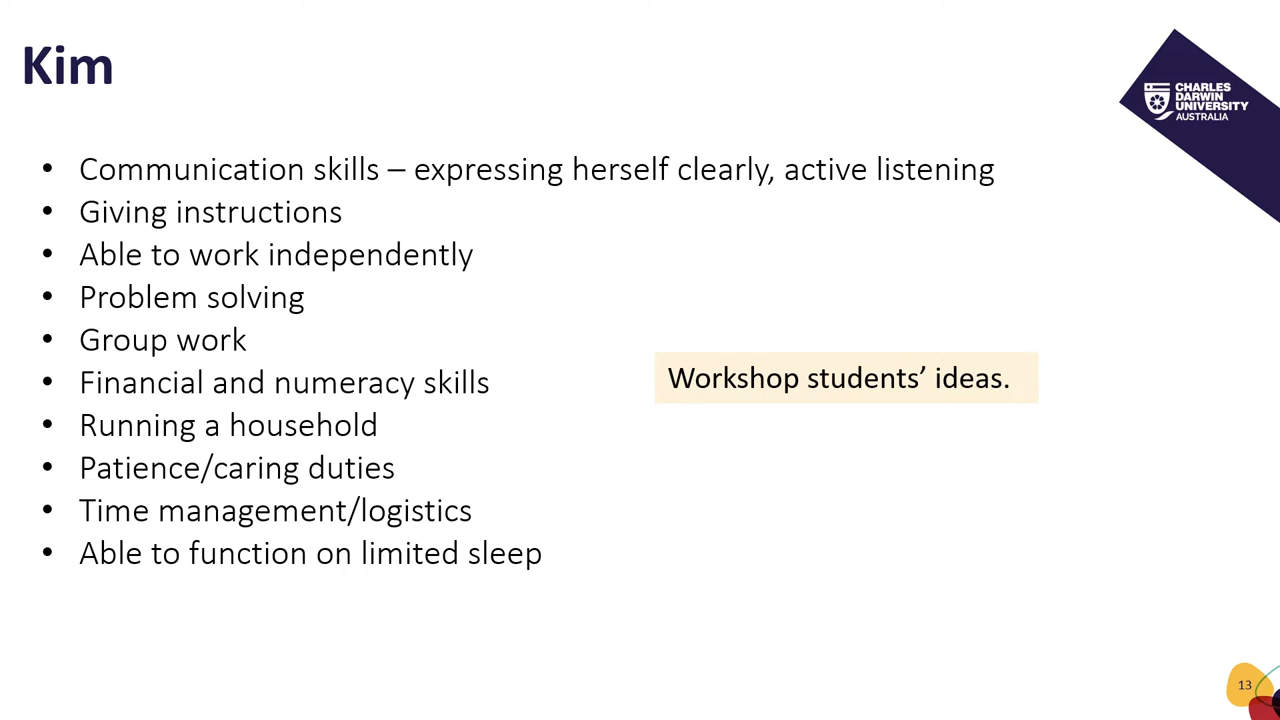 Kim
CHARLES
DARWIN
UNIVERSITY
AUSTRALIA
• Communication skills – expressing herself clearly, active listening
• Giving instructions
• Able to work independently
• Problem solving
• Group work
• Financial and numeracy skills
• Running a household
• Patience/caring duties
• Time management/logistics
• Able to function on limited sleep
Workshop students’ ideas.
13